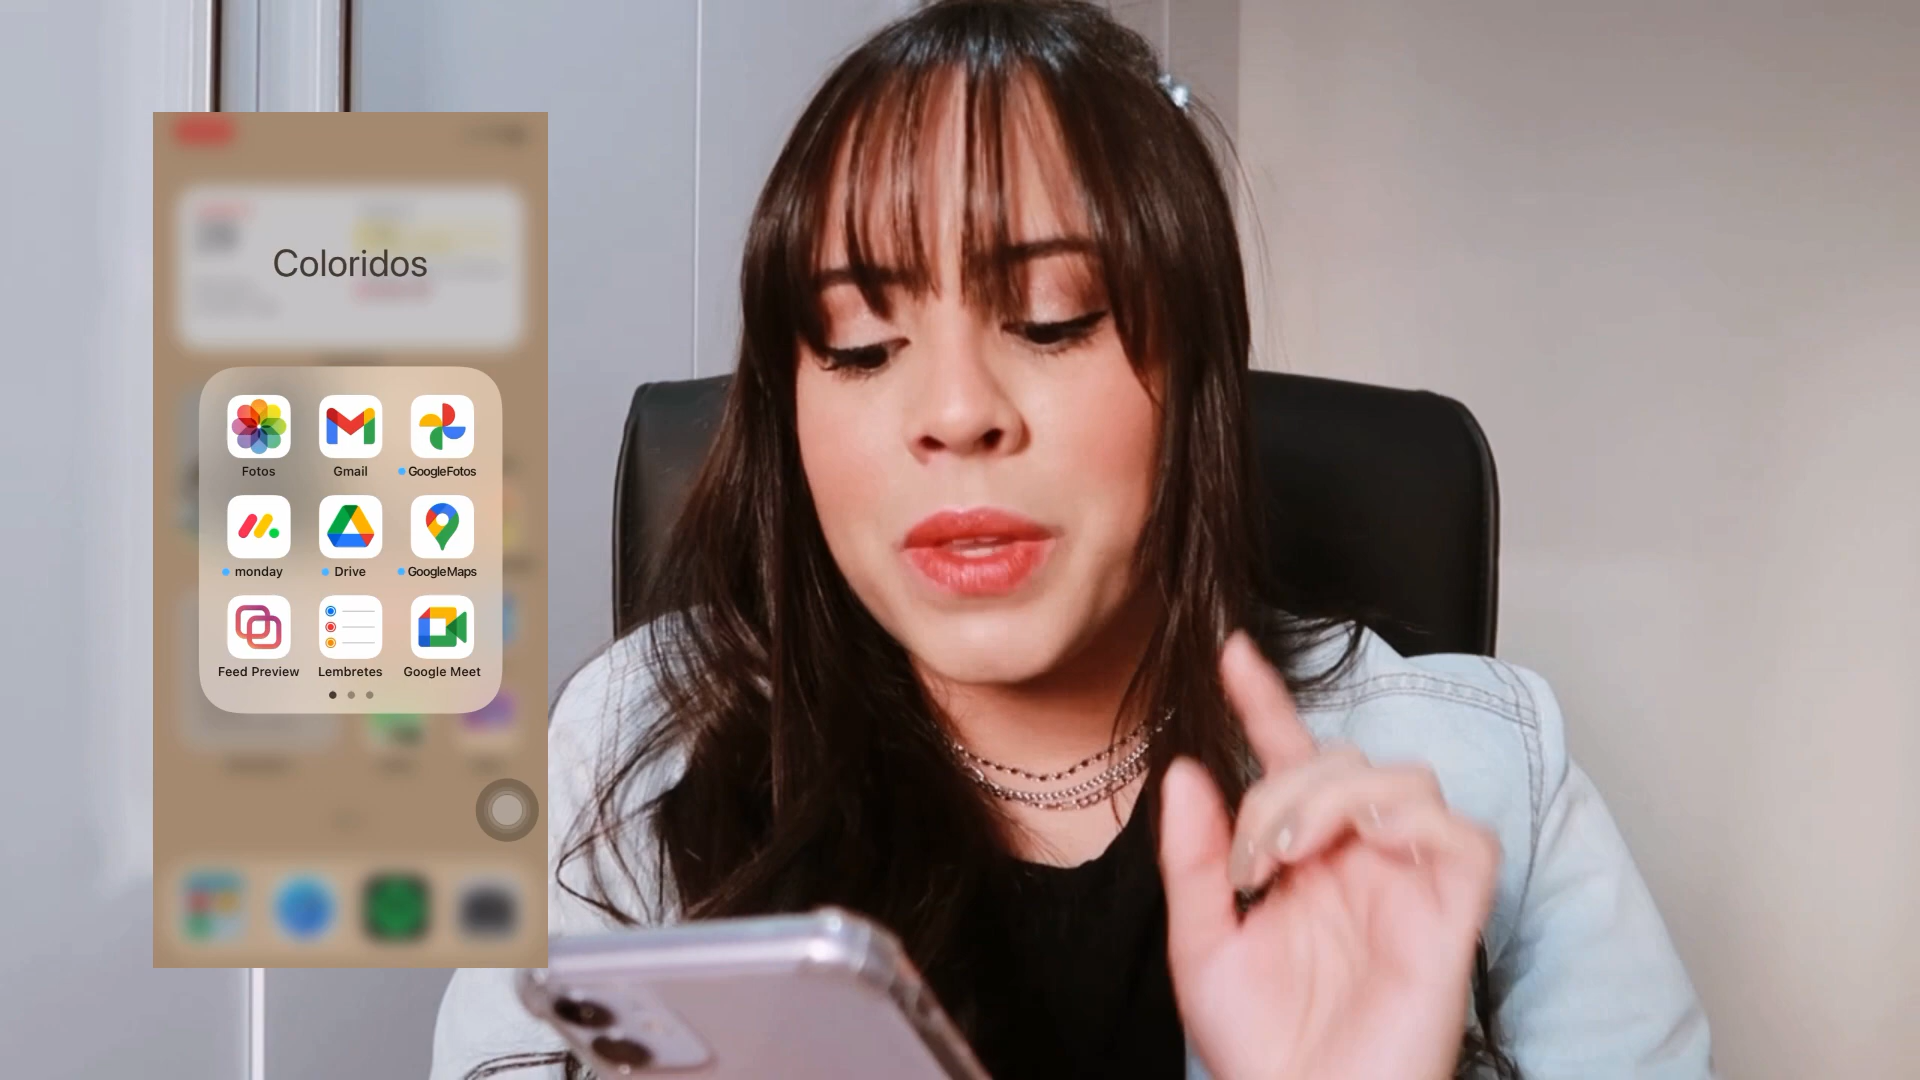 Coloridos
Fotos
Gmail
GoogleFotos
monday
Drive
GoogleMaps
Feed Preview
Lembretes
Google Meet